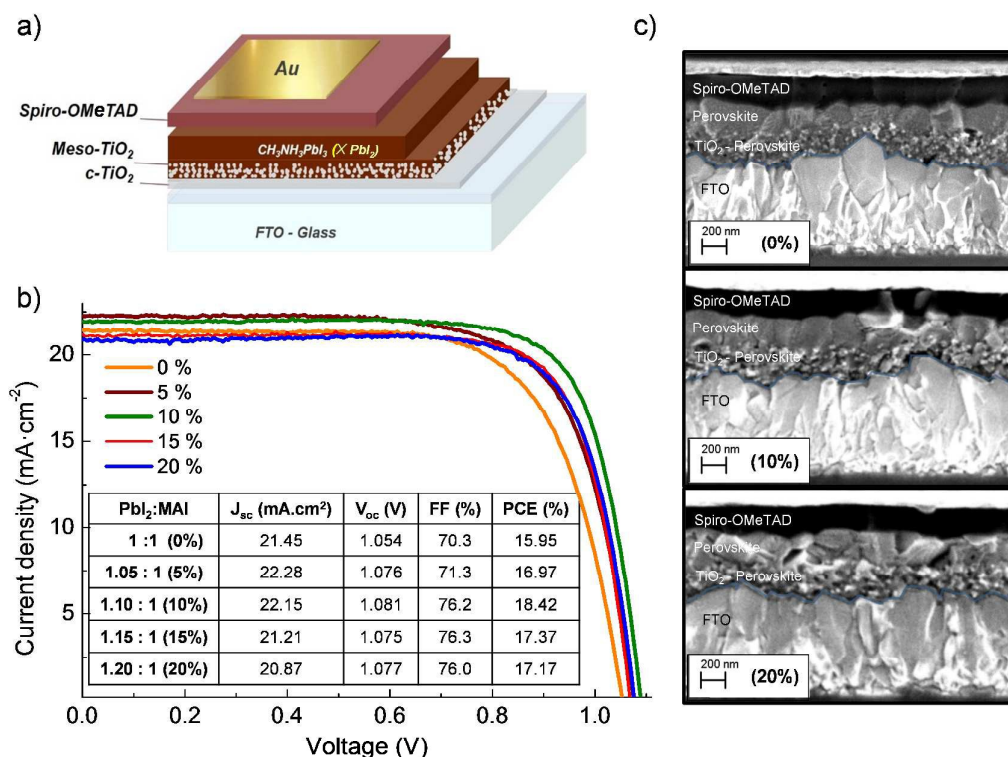 a)
Au
Spiro-OMeTAD
Meso-TiO₂
CH₃NH₃PbI₃ (X PbI₂)
c-TiO₂
FTO - Glass
b)
Current density (mA·cm⁻²)
20
15
10
5
0 %
5 %
10 %
15 %
20 %
PbI₂:MAI Jsc (mA.cm²) Voc (V) FF (%) PCE (%)
1 :1 (0%) 21.45 1.054 70.3 15.95
1.05 : 1 (5%) 22.28 1.076 71.3 16.97
1.10 : 1 (10%) 22.15 1.081 76.2 18.42
1.15 : 1 (15%) 21.21 1.075 76.3 17.37
1.20 : 1 (20%) 20.87 1.077 76.0 17.17
0.0 0.2 0.4 0.6 0.8 1.0
Voltage (V)
c)
Spiro-OMeTAD
Perovskite
TiO₂ - Perovskite
FTO
200 nm (0%)
Spiro-OMeTAD
Perovskite
TiO₂ - Perovskite
FTO
200 nm (10%)
Spiro-OMeTAD
Perovskite
TiO₂ - Perovskite
FTO
200 nm (20%)